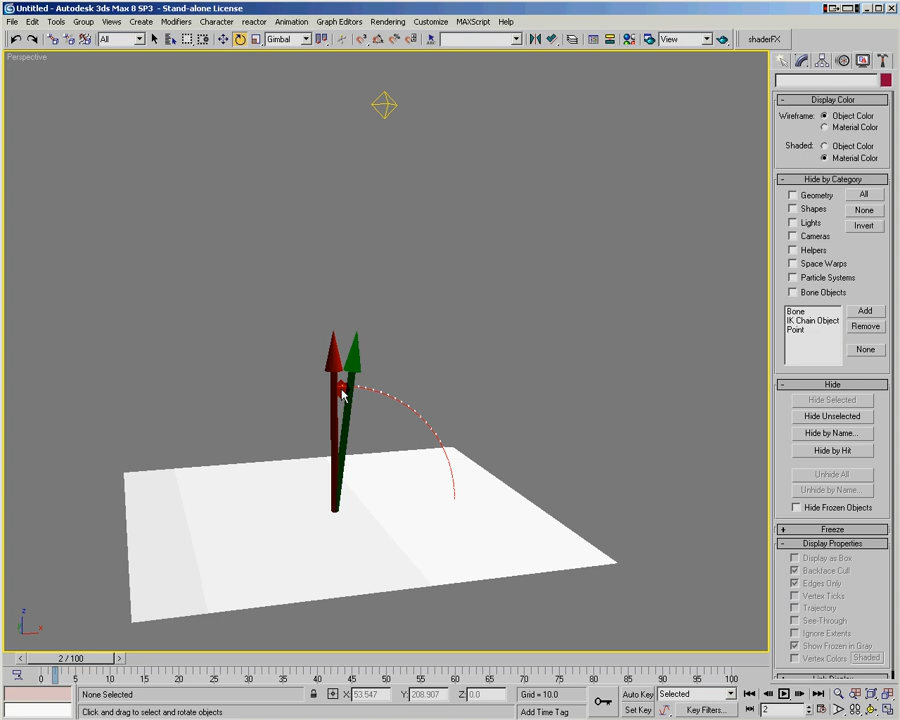 Untitled - Autodesk 3ds Max 8 SP3 - Stand-alone License
File Edit Tools Group Views Create Modifiers Character reactor Animation Graph Editors Rendering Customize MAXScript Help
All Gimbal View shaderFX
Perspective
Display Color
Wireframe: Object Color
Material Color
Shaded: Object Color
Material Color
Hide by Category
Geometry All
Shapes None
Lights Invert
Cameras
Helpers
Space Warps
Particle Systems
Bone Objects
Bone Add
IK Chain Object Remove
Point
None
Hide
Hide Selected
Hide Unselected
Hide by Name...
Hide by Hit
Unhide All
Unhide by Name...
Hide Frozen Objects
Freeze
Display Properties
Display as Box
Backface Cull
Edges Only
Vertex Ticks
Trajectory
See-Through
Ignore Extents
Show Frozen in Gray
Vertex Colors Shaded
Link Display
z
x
< 2 / 100 >
0 5 10 15 20 25 30 35 40 45 50 55 60 65 70 75 80 85 90 95 100
None Selected X: 53.547 Y: 208.907 Z: 0.0 Grid = 10.0 Auto Key Selected
Click and drag to select and rotate objects Add Time Tag Set Key Key Filters... 2